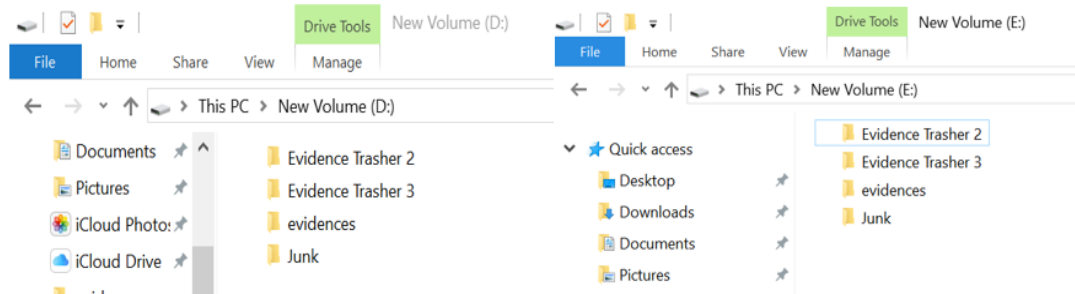 Drive Tools New Volume (D:)
File Home Share View Manage
This PC > New Volume (D:)
Documents
Pictures
iCloud Photos
iCloud Drive
Evidence Trasher 2
Evidence Trasher 3
evidences
Junk
Drive Tools New Volume (E:)
File Home Share View Manage
This PC > New Volume (E:)
Quick access
Desktop
Downloads
Documents
Pictures
Evidence Trasher 2
Evidence Trasher 3
evidences
Junk